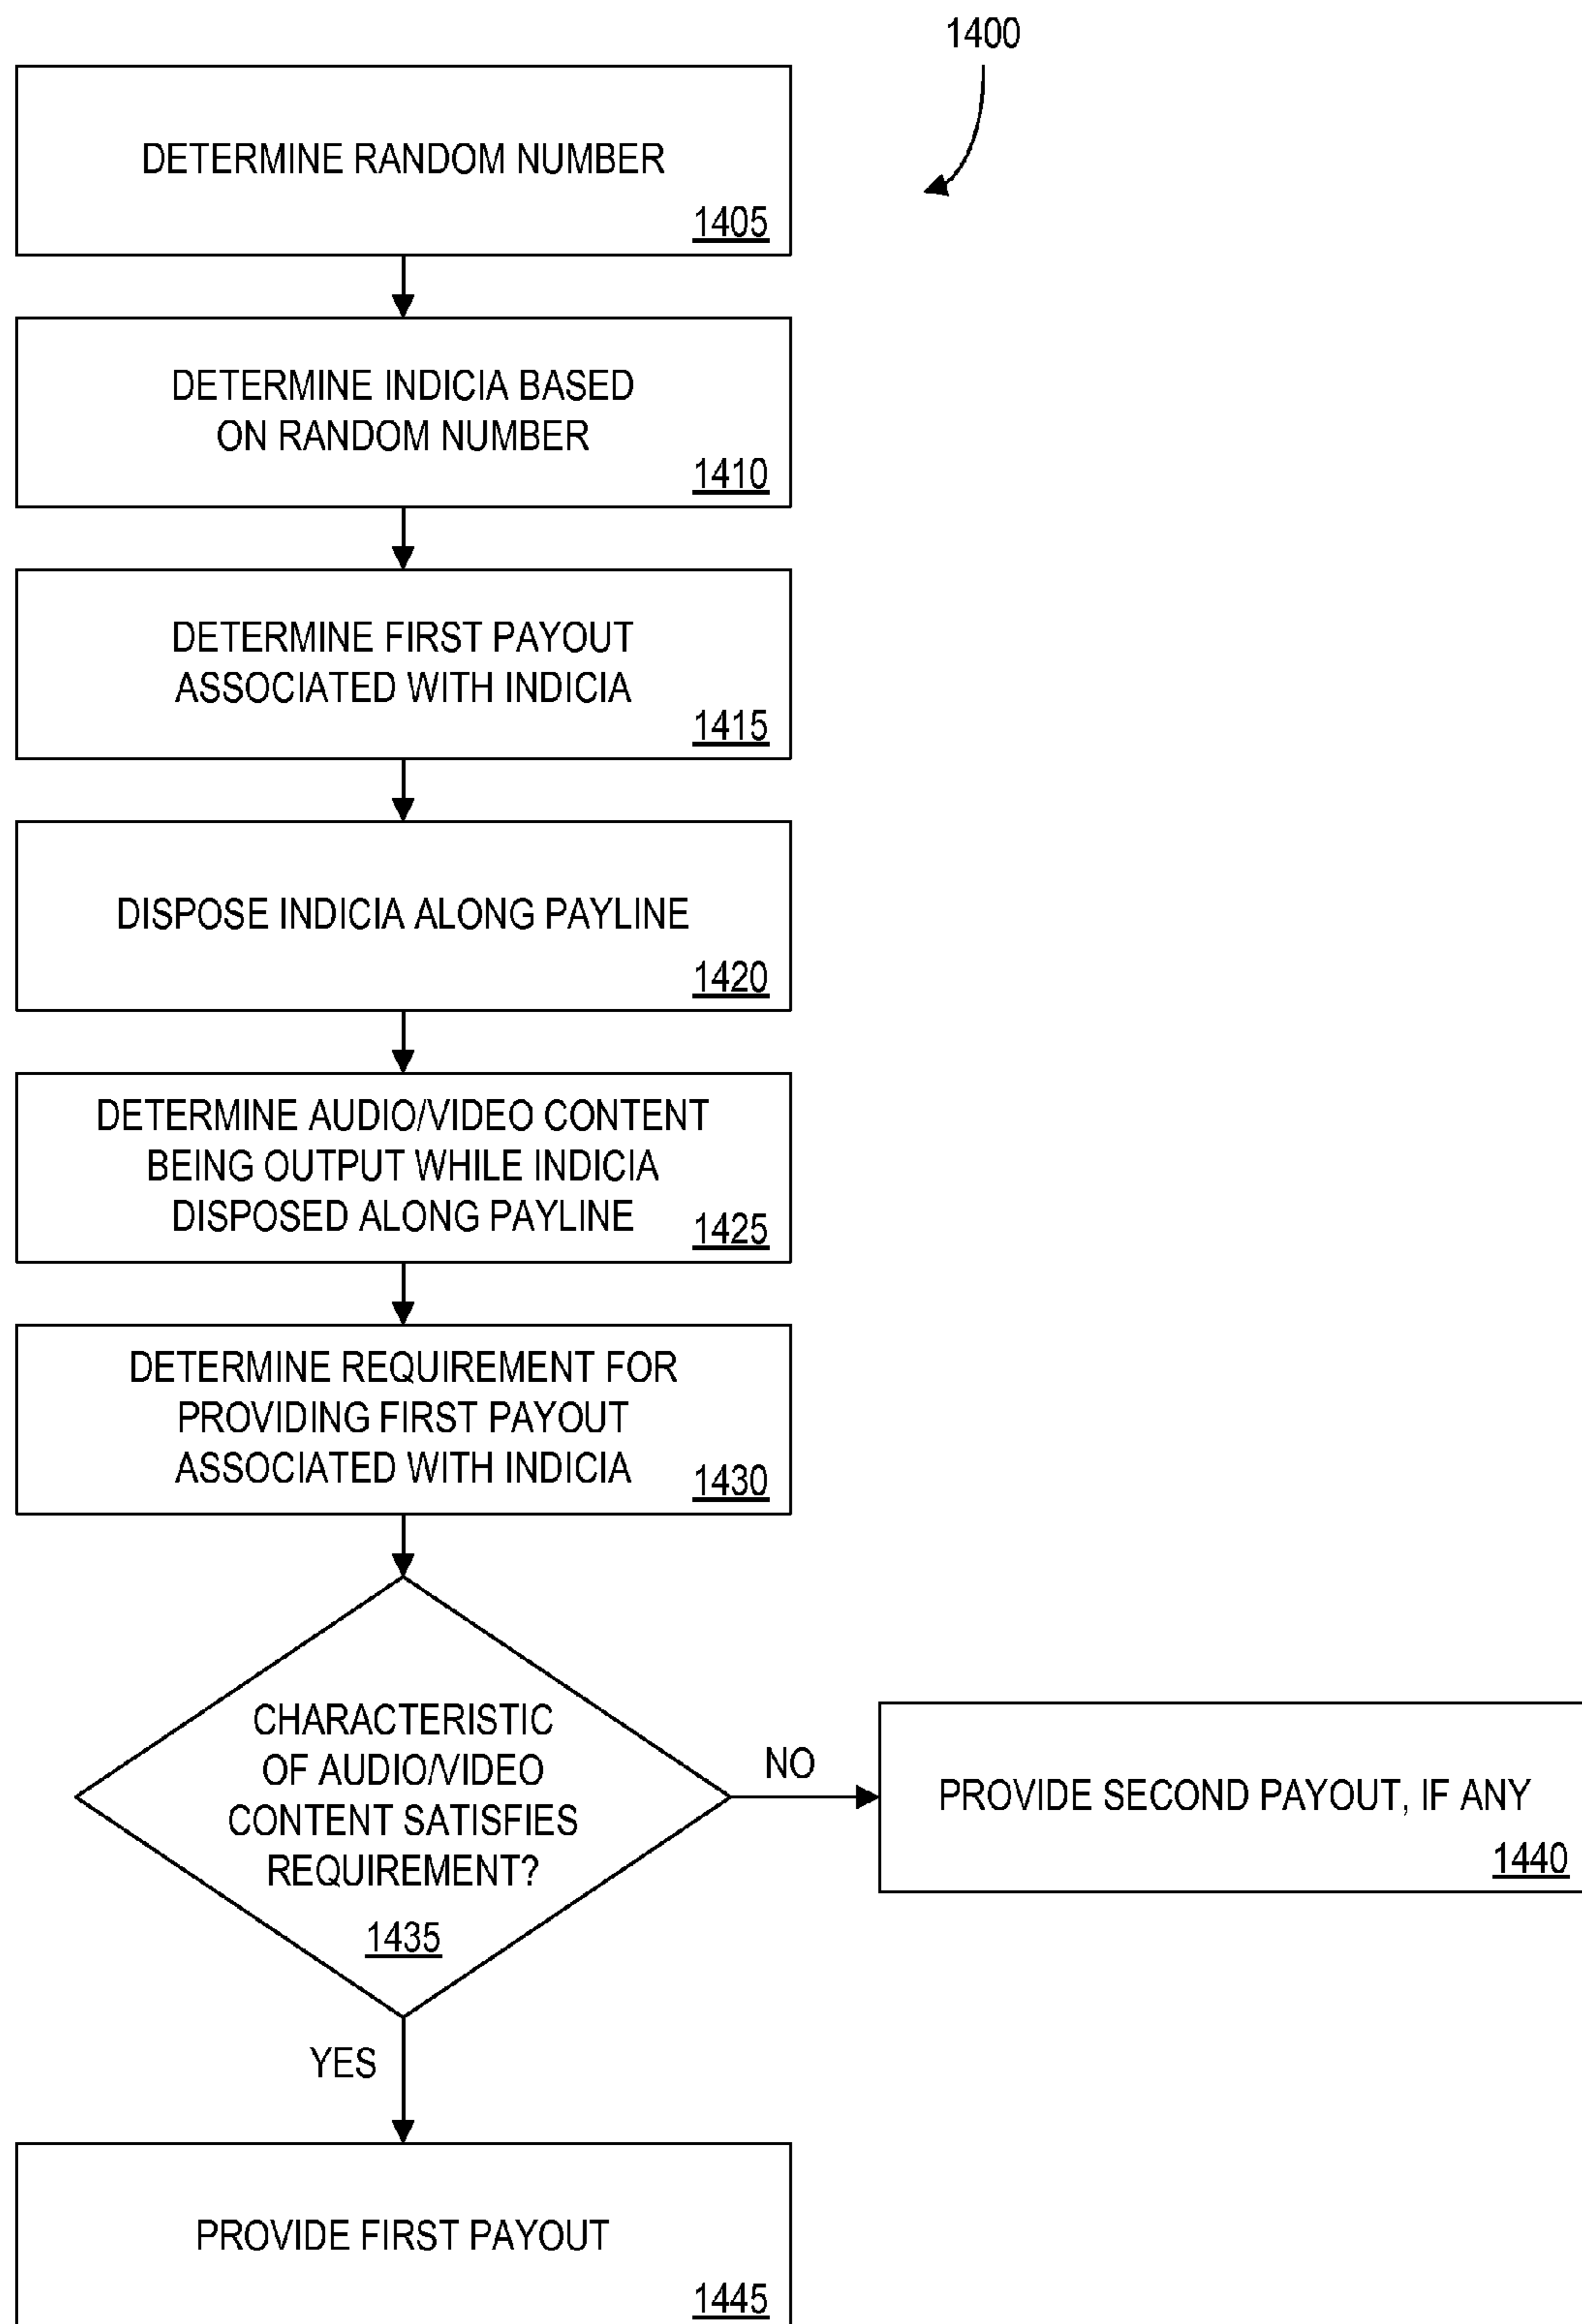 1400
DETERMINE RANDOM NUMBER
1405
DETERMINE INDICIA BASED
ON RANDOM NUMBER
1410
DETERMINE FIRST PAYOUT
ASSOCIATED WITH INDICIA
1415
DISPOSE INDICIA ALONG PAYLINE
1420
DETERMINE AUDIO/VIDEO CONTENT
BEING OUTPUT WHILE INDICIA
DISPOSED ALONG PAYLINE
1425
DETERMINE REQUIREMENT FOR
PROVIDING FIRST PAYOUT
ASSOCIATED WITH INDICIA
1430
CHARACTERISTIC
OF AUDIO/VIDEO
CONTENT SATISFIES
REQUIREMENT?
1435
NO
PROVIDE SECOND PAYOUT, IF ANY
1440
YES
PROVIDE FIRST PAYOUT
1445